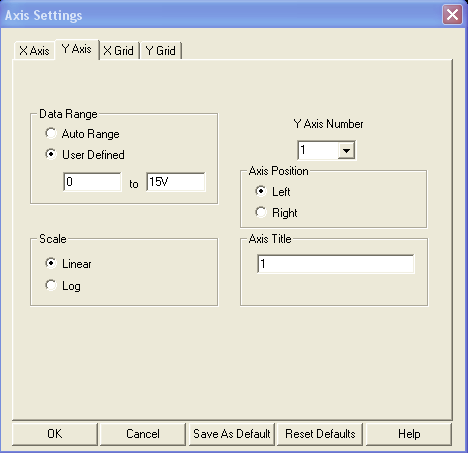 Axis Settings
X Axis Y Axis X Grid Y Grid
Data Range
Auto Range
User Defined
0 to 15V
Y Axis Number
1
Axis Position
Left
Right
Scale
Linear
Log
Axis Title
1
OK Cancel Save As Default Reset Defaults Help